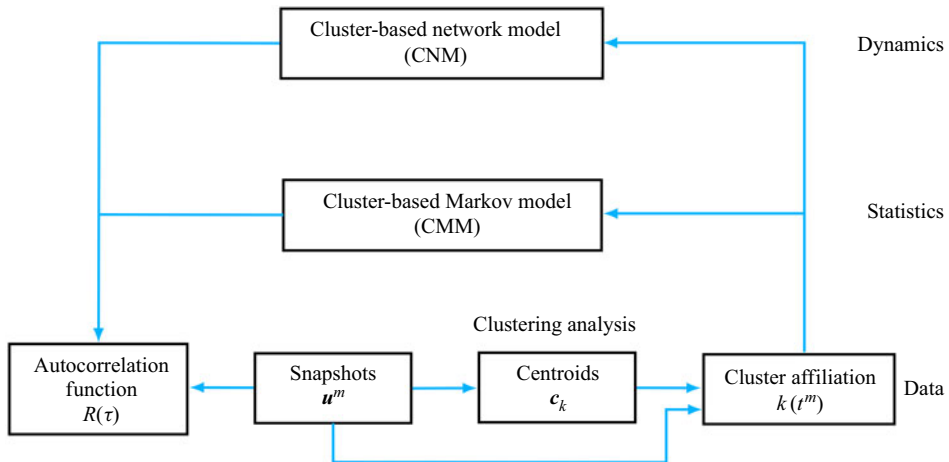 Cluster-based network model
(CNM)
Dynamics
Cluster-based Markov model
(CMM)
Statistics
Clustering analysis
Autocorrelation
function
R(τ)
Snapshots
u^m
Centroids
c_k
Cluster affiliation
k (t^m)
Data